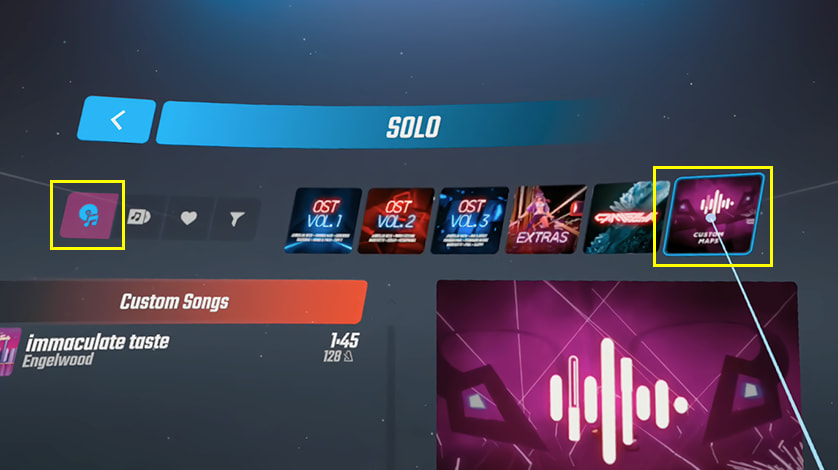 SOLO
OST
VOL. 1
OST
VOL. 2
OST
VOL. 3
EXTRAS
CAMELLIA
CUSTOM
MAPS
Custom Songs
immaculate taste
1:45
Engelwood
128